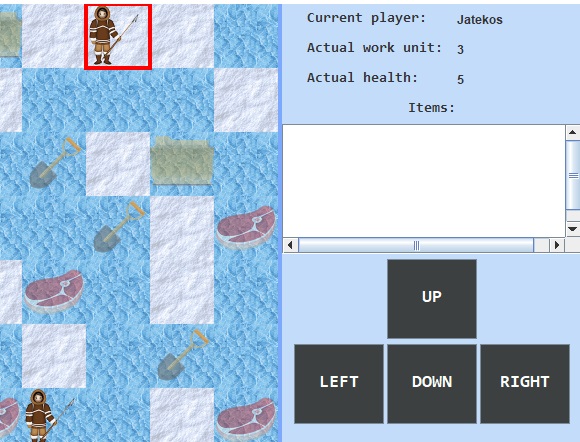 Current player: Jatekos
Actual work unit: 3
Actual health: 5
Items:
UP
LEFT DOWN RIGHT